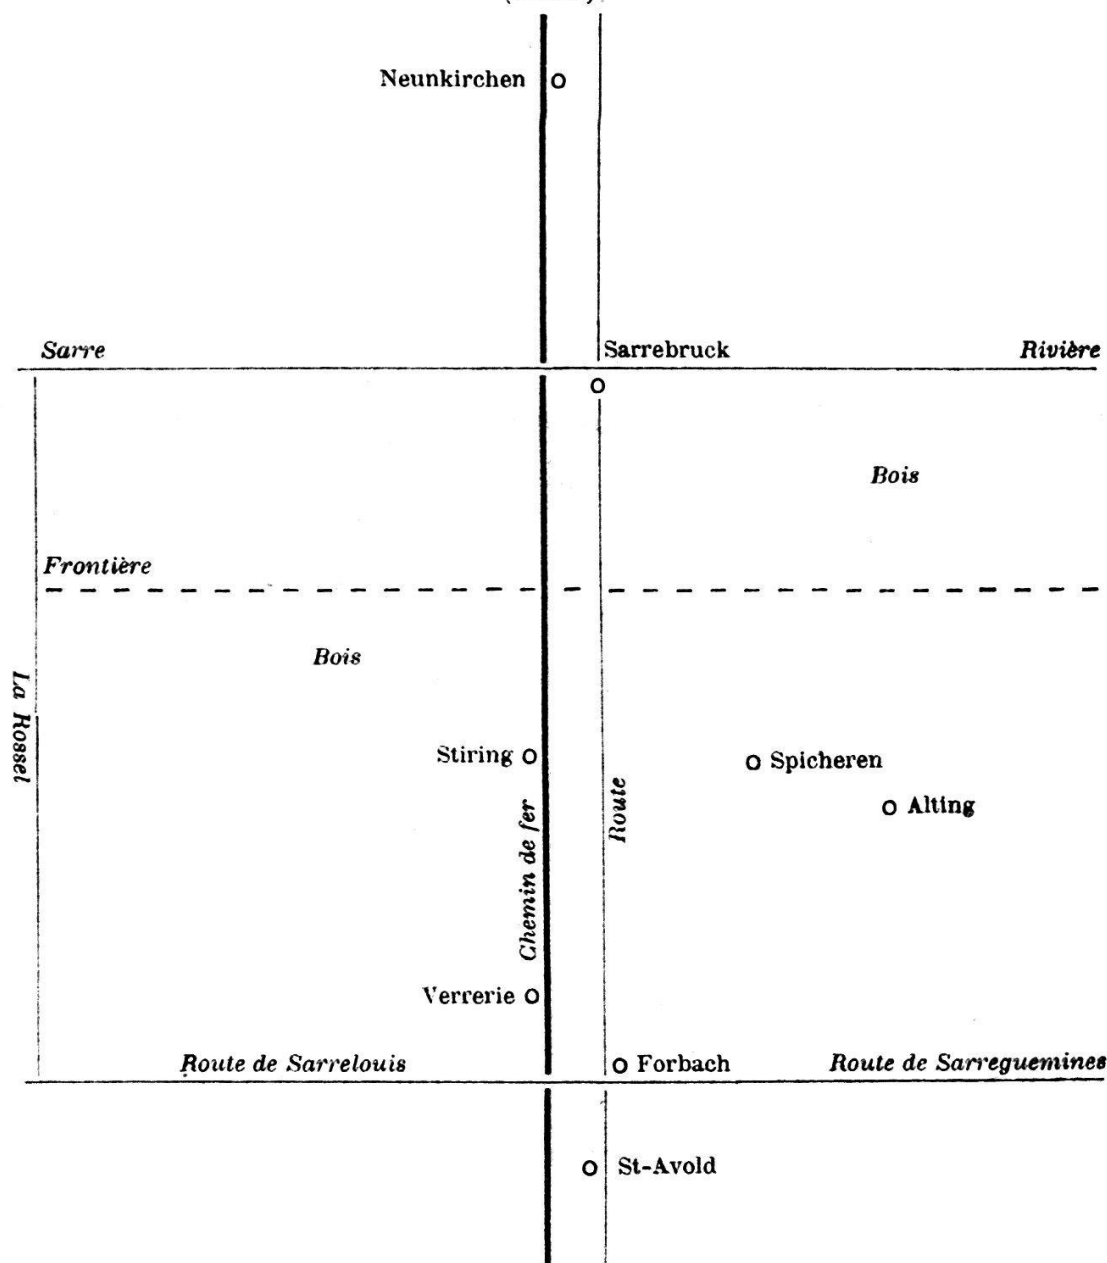 Neunkirchen
Sarre
Sarrebruck
Rivière
Bois
Frontière
Bois
La Rossel
Stiring
Spicheren
Alting
Route
Chemin de fer
Verrerie
Route de Sarrelouis
Forbach
Route de Sarreguemines
St-Avold